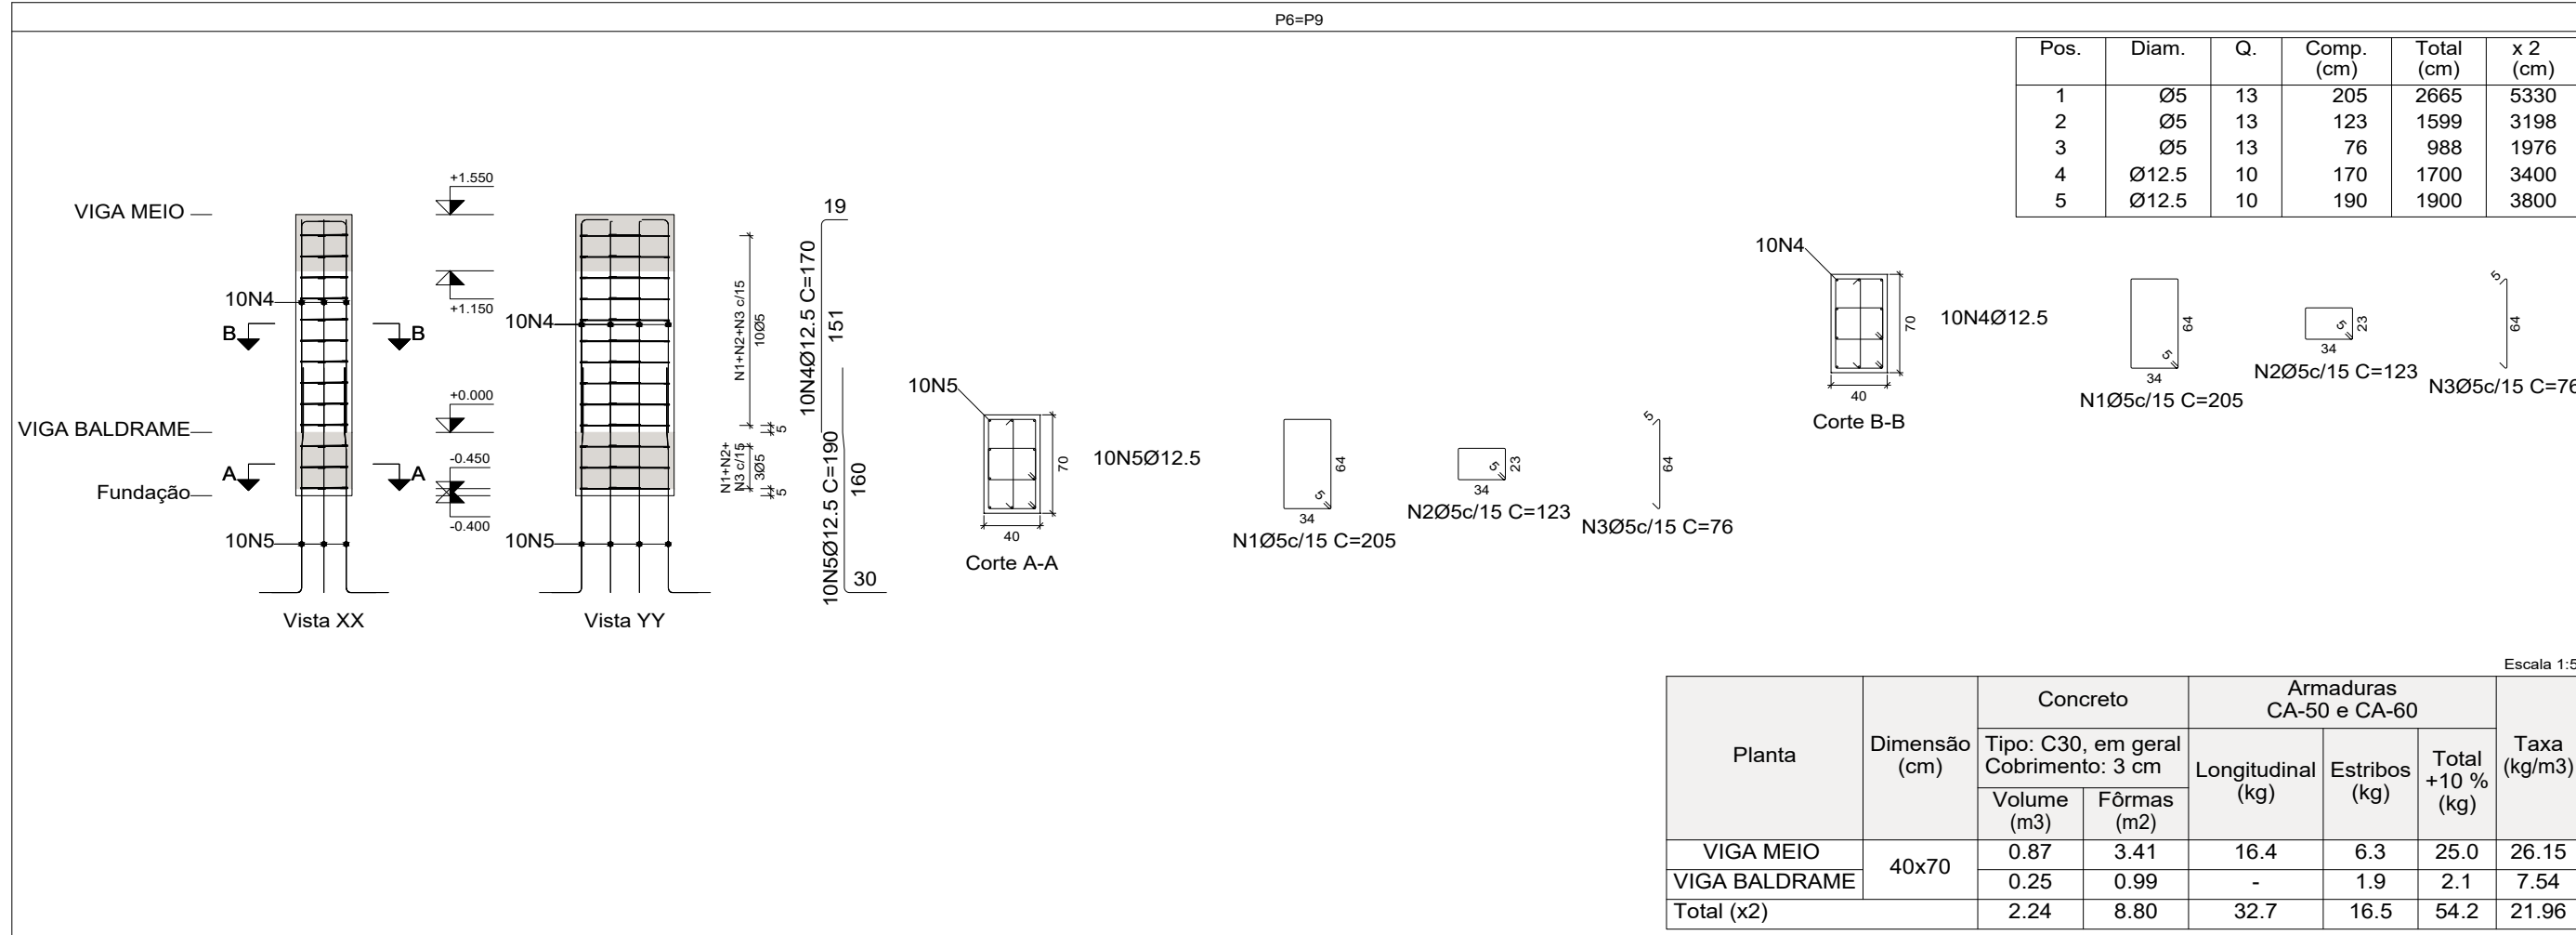 P6=P9
Pos. Diam. Q. Comp. (cm) Total (cm) x 2 (cm)
1 Ø5 13 205 2665 5330
2 Ø5 13 123 1599 3198
3 Ø5 13 76 988 1976
4 Ø12.5 10 170 1700 3400
5 Ø12.5 10 190 1900 3800
VIGA MEIO
VIGA BALDRAME
Fundação
10N4
B B
A A
10N5
Vista XX
+1.550
+1.150
+0.000
-0.450
-0.400
10N4
10N5
Vista YY
N1+N2+N3 c/15
10Ø5
5
N1+N2+
N3 c/15
3Ø5
5
19
10N4Ø12.5 C=170
151
10N5Ø12.5 C=190
160
30
10N5
70
40
10N5Ø12.5
Corte A-A
64
5
34
N1Ø5c/15 C=205
5
23
34
N2Ø5c/15 C=123
5
64
N3Ø5c/15 C=76
10N4
70
40
10N4Ø12.5
Corte B-B
64
5
34
N1Ø5c/15 C=205
5
23
34
N2Ø5c/15 C=123
5
64
N3Ø5c/15 C=76
Escala 1:5
Planta
Dimensão
(cm)
Concreto
Tipo: C30, em geral
Cobrimento: 3 cm
Volume
(m3)
Fôrmas
(m2)
Armaduras
CA-50 e CA-60
Longitudinal
(kg)
Estribos
(kg)
Total
+10 %
(kg)
Taxa
(kg/m3)
VIGA MEIO 40x70 0.87 3.41 16.4 6.3 25.0 26.15
VIGA BALDRAME 0.25 0.99 - 1.9 2.1 7.54
Total (x2) 2.24 8.80 32.7 16.5 54.2 21.96